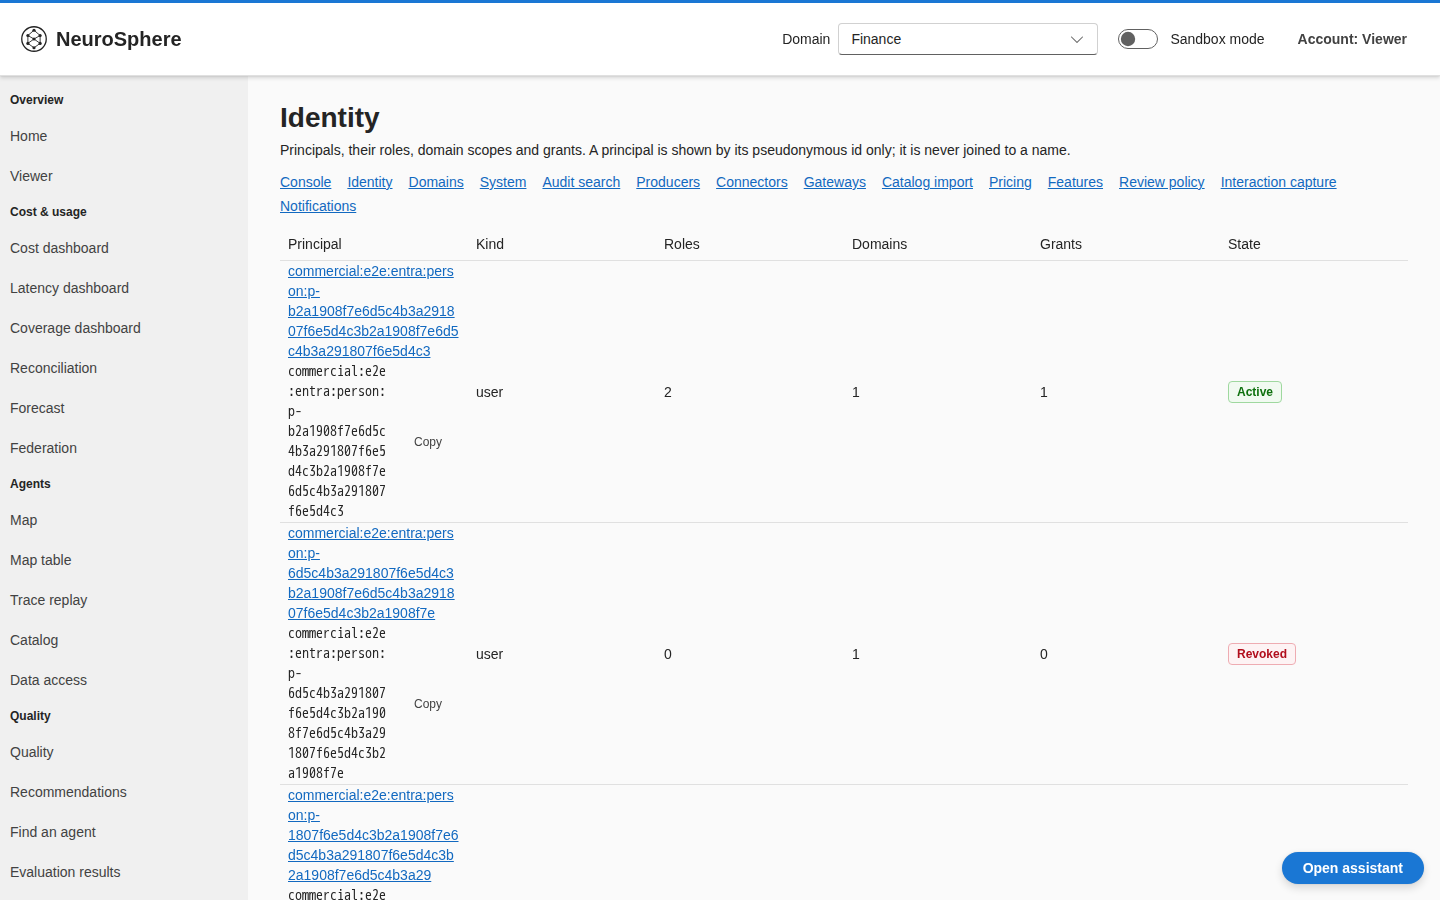 NeuroSphere
Domain
Finance
Sandbox mode
Account: Viewer
Overview
Home
Viewer
Cost & usage
Cost dashboard
Latency dashboard
Coverage dashboard
Reconciliation
Forecast
Federation
Agents
Map
Map table
Trace replay
Catalog
Data access
Quality
Quality
Recommendations
Find an agent
Evaluation results
Identity
Principals, their roles, domain scopes and grants. A principal is shown by its pseudonymous id only; it is never joined to a name.
Console Identity Domains System Audit search Producers Connectors Gateways Catalog import Pricing Features Review policy Interaction capture
Notifications
Principal Kind Roles Domains Grants State
commercial:e2e:entra:pers
on:p-
b2a1908f7e6d5c4b3a2918
07f6e5d4c3b2a1908f7e6d5
c4b3a291807f6e5d4c3
commercial:e2e
:entra:person:
p-
b2a1908f7e6d5c
4b3a291807f6e5
d4c3b2a1908f7e
6d5c4b3a291807
f6e5d4c3
Copy
user 2 1 1 Active
commercial:e2e:entra:pers
on:p-
6d5c4b3a291807f6e5d4c3
b2a1908f7e6d5c4b3a2918
07f6e5d4c3b2a1908f7e
commercial:e2e
:entra:person:
p-
6d5c4b3a291807
f6e5d4c3b2a190
8f7e6d5c4b3a29
1807f6e5d4c3b2
a1908f7e
Copy
user 0 1 0 Revoked
commercial:e2e:entra:pers
on:p-
1807f6e5d4c3b2a1908f7e6
d5c4b3a291807f6e5d4c3b
2a1908f7e6d5c4b3a29
commercial:e2e
Open assistant